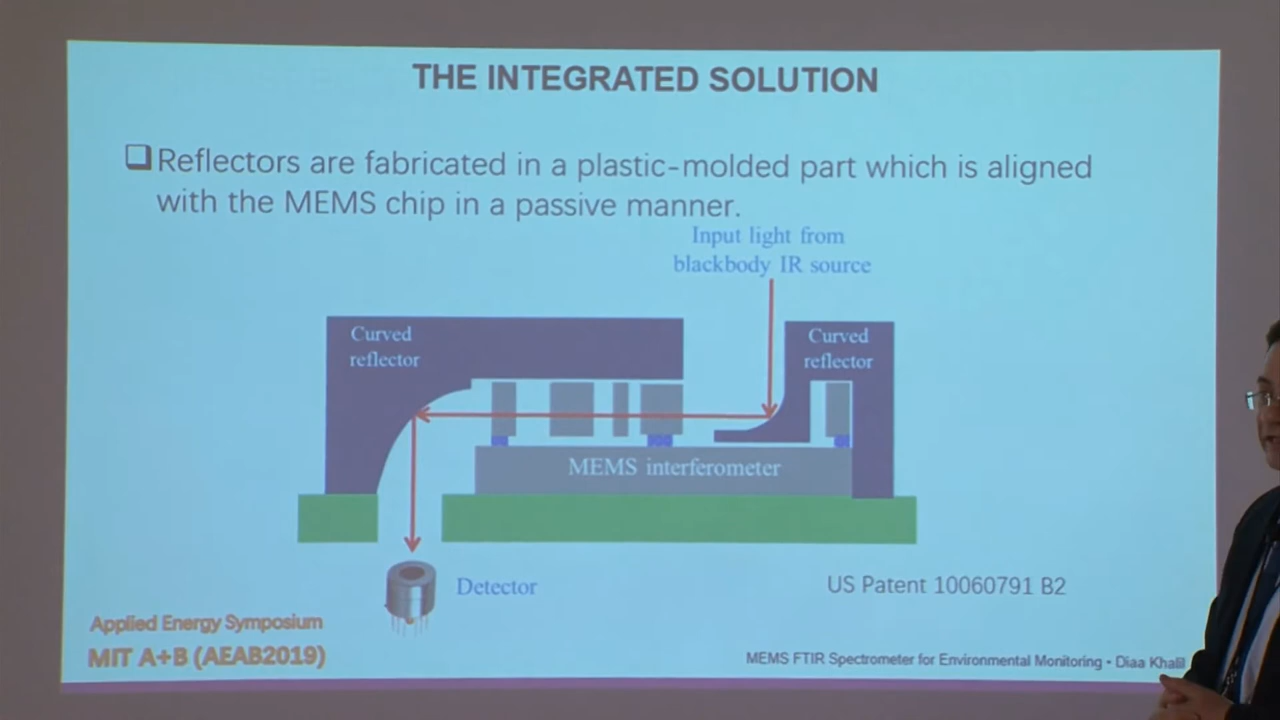 THE INTEGRATED SOLUTION
❑Reflectors are fabricated in a plastic-molded part which is aligned
with the MEMS chip in a passive manner.
Input light from
blackbody IR source
Curved
reflector
Curved
reflector
MEMS interferometer
Detector
US Patent 10060791 B2
Applied Energy Symposium
MIT A+B (AEAB2019)
MEMS FTIR Spectrometer for Environmental Monitoring • Diaa Khalil